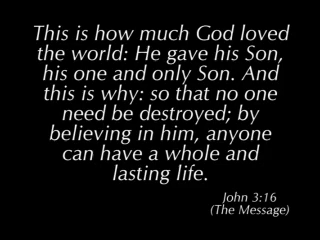 This is how much God loved
the world: He gave his Son,
his one and only Son. And
this is why: so that no one
need be destroyed; by
believing in him, anyone
can have a whole and
lasting life.
John 3:16
(The Message)